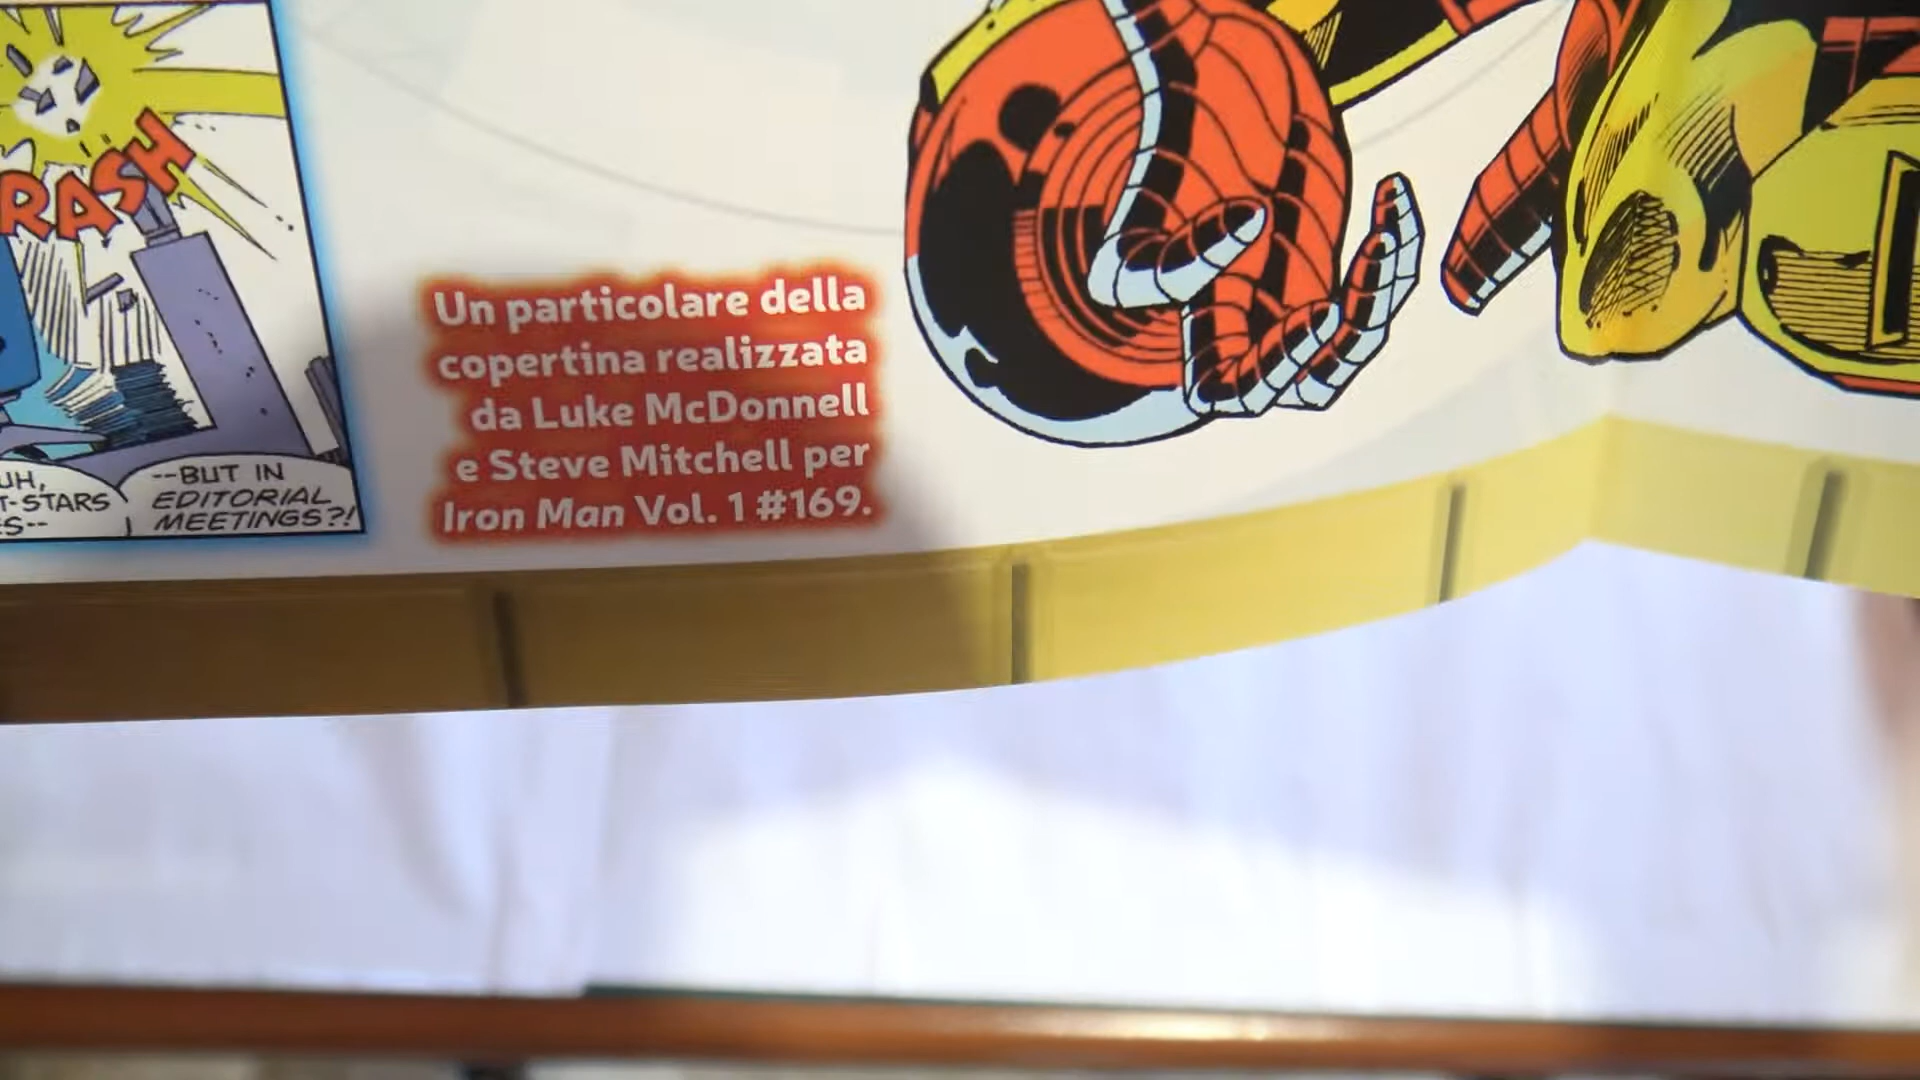 RASH
UH,
T-STARS
ES--
--BUT IN
EDITORIAL
MEETINGS?!
Un particolare della
copertina realizzata
da Luke McDonnell
e Steve Mitchell per
Iron Man Vol. 1 #169.